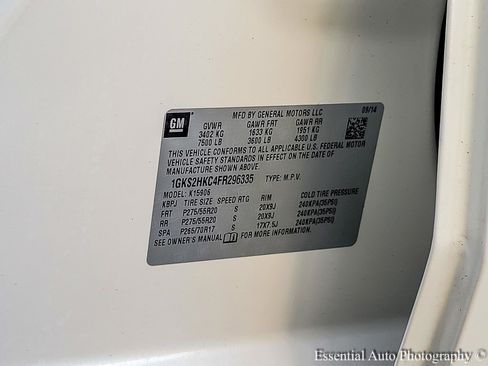 GM
MFD BY GENERAL MOTORS LLC 09/14
GVWR GAWR FRT GAWR RR
3402 KG 1633 KG 1951 KG
7500 LB 3600 LB 4300 LB
THIS VEHICLE CONFORMS TO ALL APPLICABLE U.S. FEDERAL MOTOR
VEHICLE SAFETY STANDARDS IN EFFECT ON THE DATE OF
MANUFACTURE SHOWN ABOVE.
1GKS2HKC4FR296335 TYPE: M.P.V.
MODEL: K15906
KBPJ TIRE SIZE SPEED RTG RIM COLD TIRE PRESSURE
FRT P275/55R20 S 20X9J 240KPA(35PSI)
RR P275/55R20 S 20X9J 240KPA(35PSI)
SPA P265/70R17 S 17X7.5J 240KPA(35PSI)
SEE OWNER'S MANUAL FOR MORE INFORMATION.
Essential Auto Photography ©